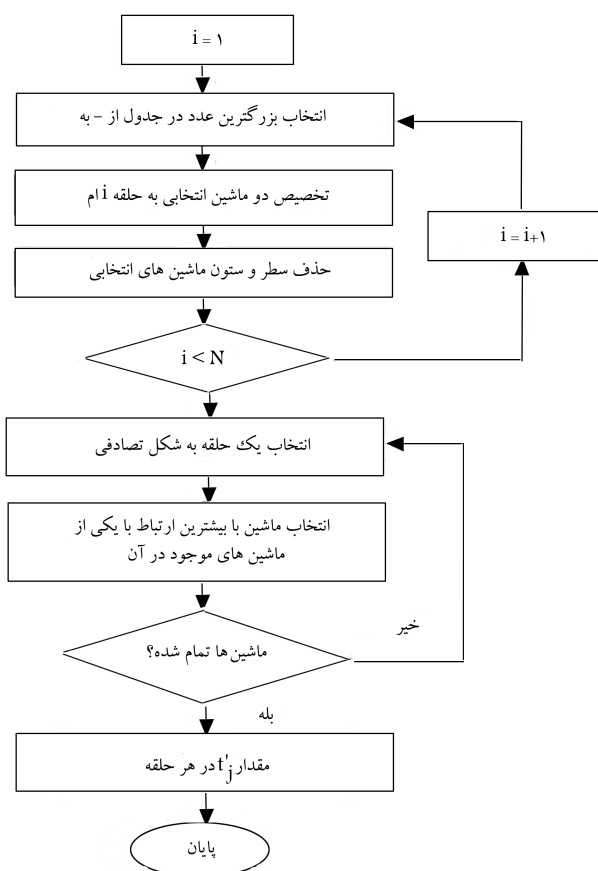 i = ۱
انتخاب بزرگترین عدد در جدول از – به
تخصیص دو ماشین انتخابی به حلقه i ام
i = i+۱
حذف سطر و ستون ماشین های انتخابی
i < N
انتخاب یک حلقه به شکل تصادفی
انتخاب ماشین با بیشترین ارتباط با یکی از
ماشین های موجود در آن
خیر
ماشین‌ها تمام شده؟
بله
مقدار t'j در هر حلقه
پایان